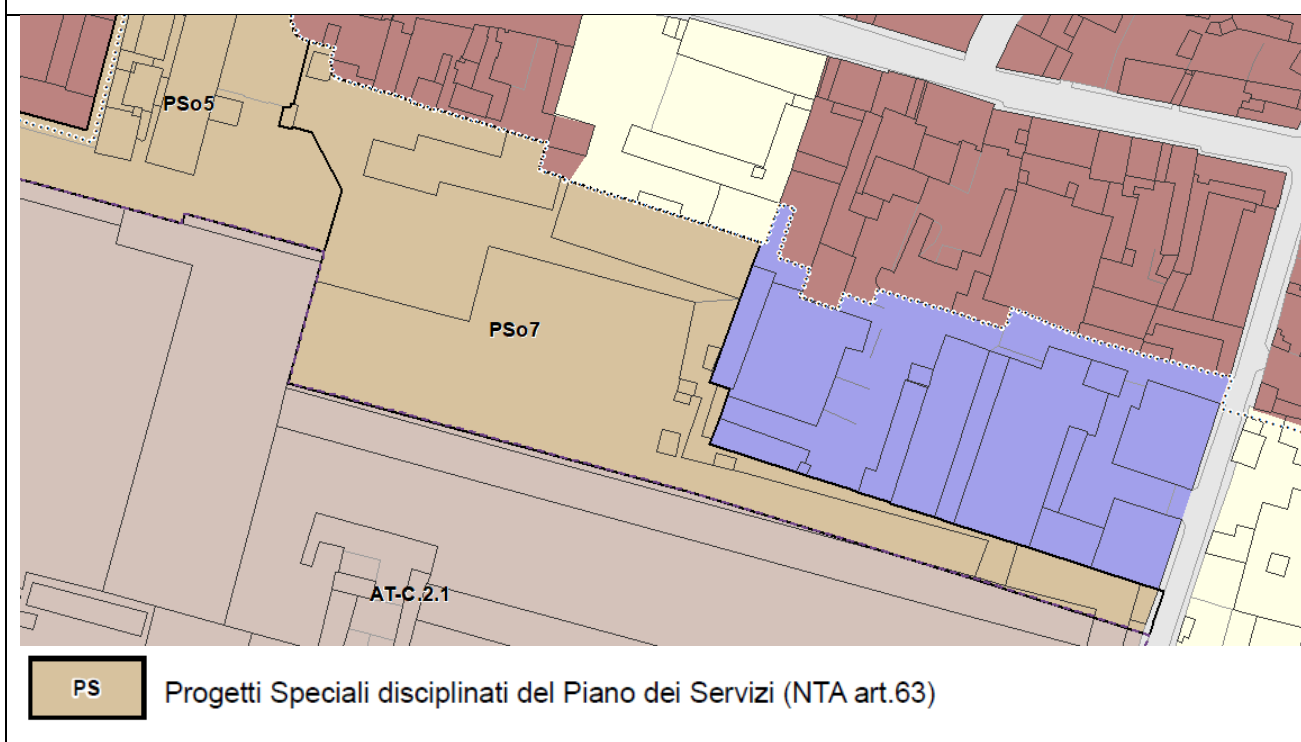 PSo5
PSo7
AT-C.2.1
PS Progetti Speciali disciplinati del Piano dei Servizi (NTA art.63)